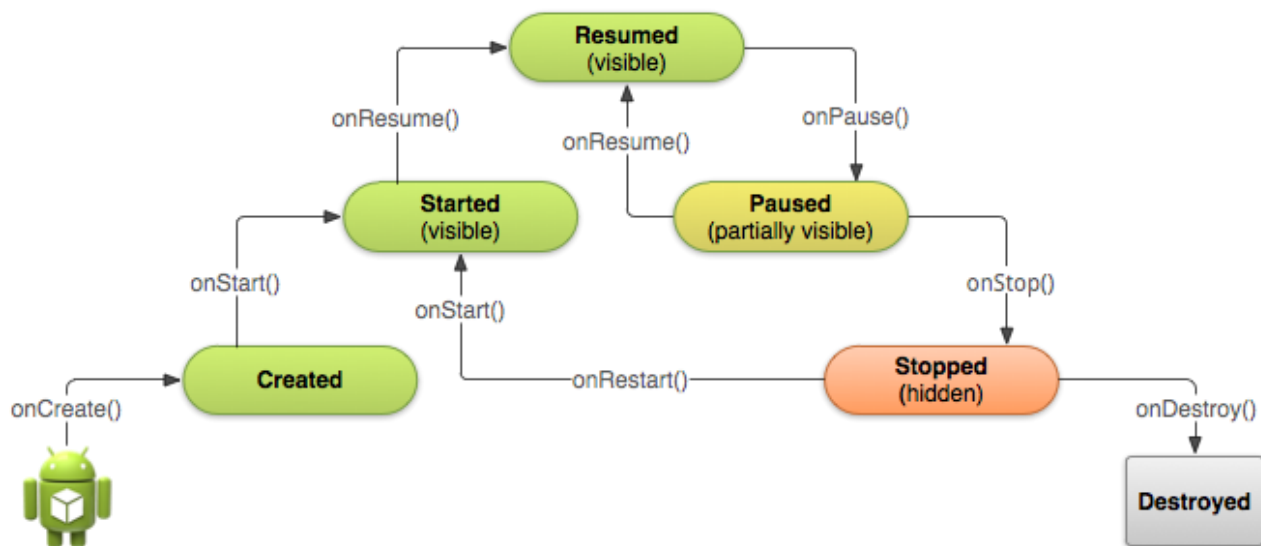 Resumed
(visible)
onResume()
onResume()
onPause()
Started
(visible)
Paused
(partially visible)
onStart()
onStart()
onStop()
Created
onRestart()
Stopped
(hidden)
onCreate()
onDestroy()
Destroyed